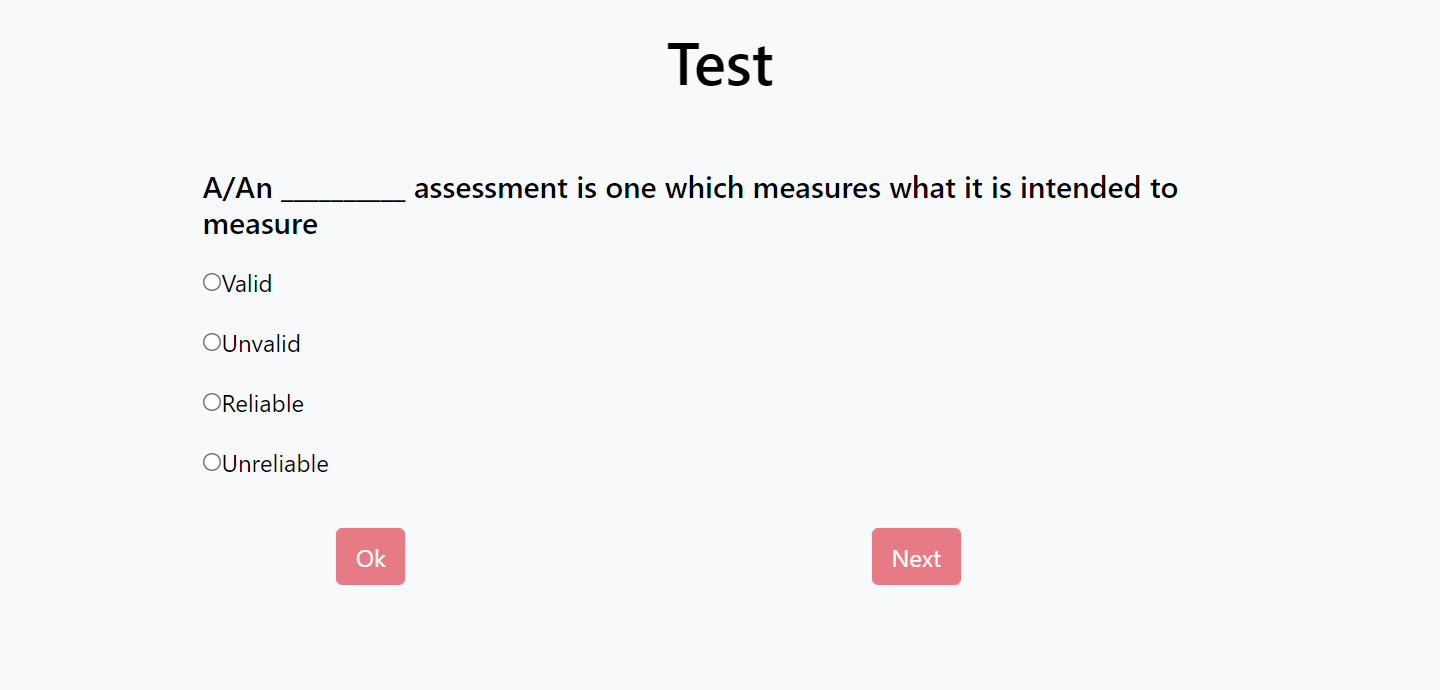 Test
A/An __________ assessment is one which measures what it is intended to
measure
Valid
Unvalid
Reliable
Unreliable
Ok
Next